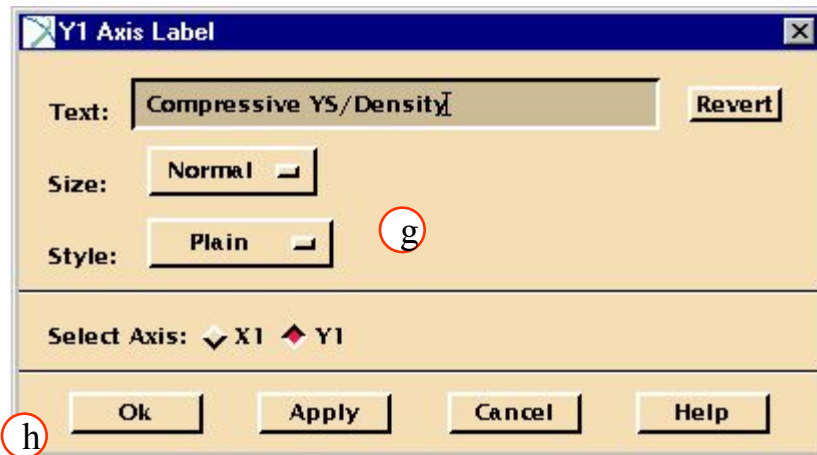 Y1 Axis Label
Text: Compressive YS/Density Revert
Size: Normal
Style: Plain
g
Select Axis: X1 Y1
Ok Apply Cancel Help
h